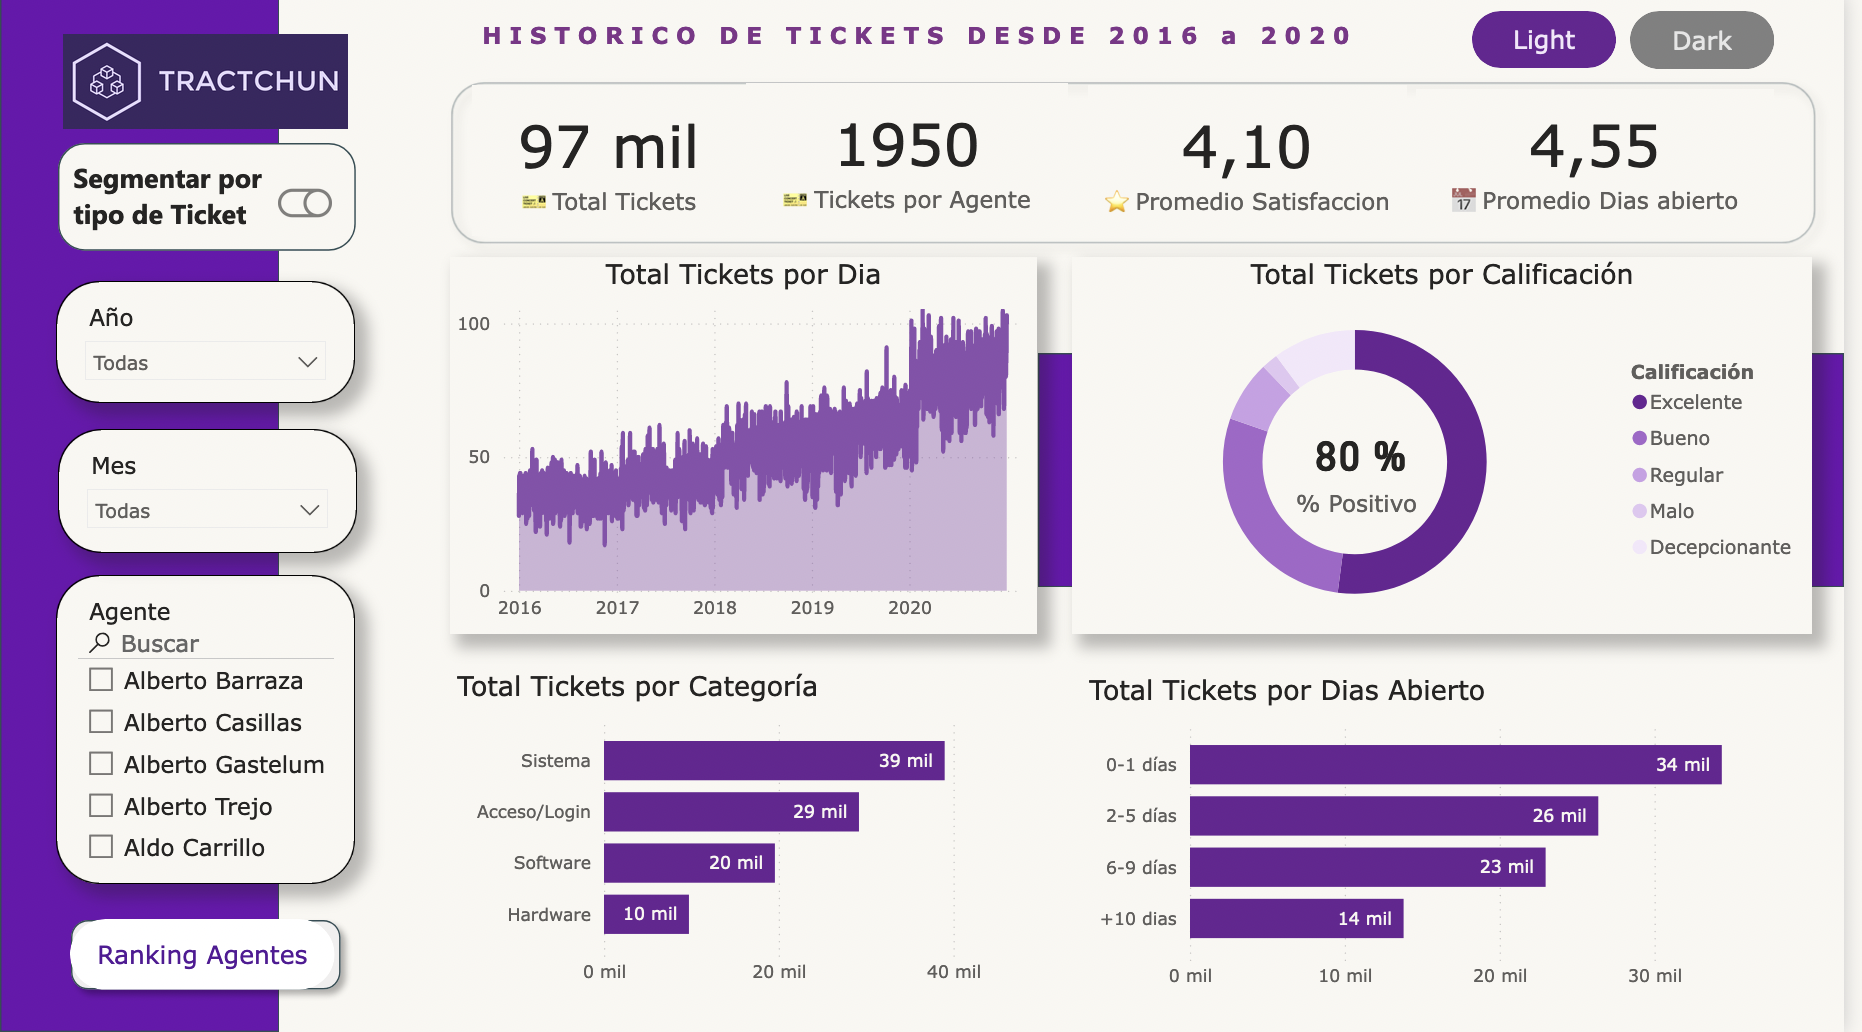 HISTORICO DE TICKETS DESDE 2016 a 2020
Light
Dark
TRACTCHUN
Segmentar por
tipo de Ticket
Año
Todas
Mes
Todas
Agente
Buscar
Alberto Barraza
Alberto Casillas
Alberto Gastelum
Alberto Trejo
Aldo Carrillo
Ranking Agentes
97 mil
Total Tickets
1950
Tickets por Agente
4,10
Promedio Satisfaccion
4,55
17
Promedio Dias abierto
Total Tickets por Dia
100
50
0
2016 2017 2018 2019 2020
Total Tickets por Calificación
80 %
% Positivo
Calificación
Excelente
Bueno
Regular
Malo
Decepcionante
Total Tickets por Categoría
Sistema 39 mil
Acceso/Login 29 mil
Software 20 mil
Hardware 10 mil
0 mil 20 mil 40 mil
Total Tickets por Dias Abierto
0-1 días 34 mil
2-5 días 26 mil
6-9 días 23 mil
+10 dias 14 mil
0 mil 10 mil 20 mil 30 mil